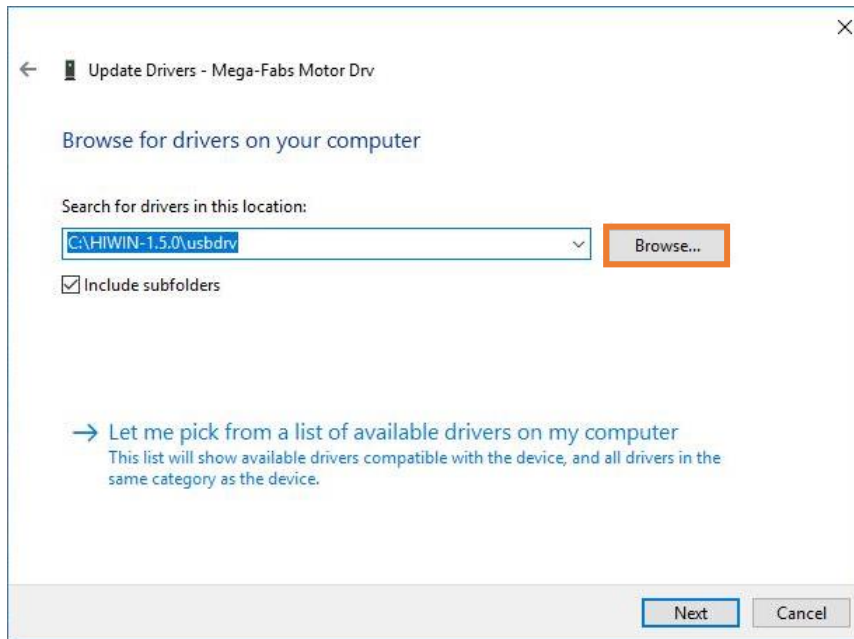 Update Drivers - Mega-Fabs Motor Drv
Browse for drivers on your computer
Search for drivers in this location:
C:\HIWIN-1.5.0\usbdrv
Browse...
Include subfolders
Let me pick from a list of available drivers on my computer
This list will show available drivers compatible with the device, and all drivers in the
same category as the device.
Next
Cancel